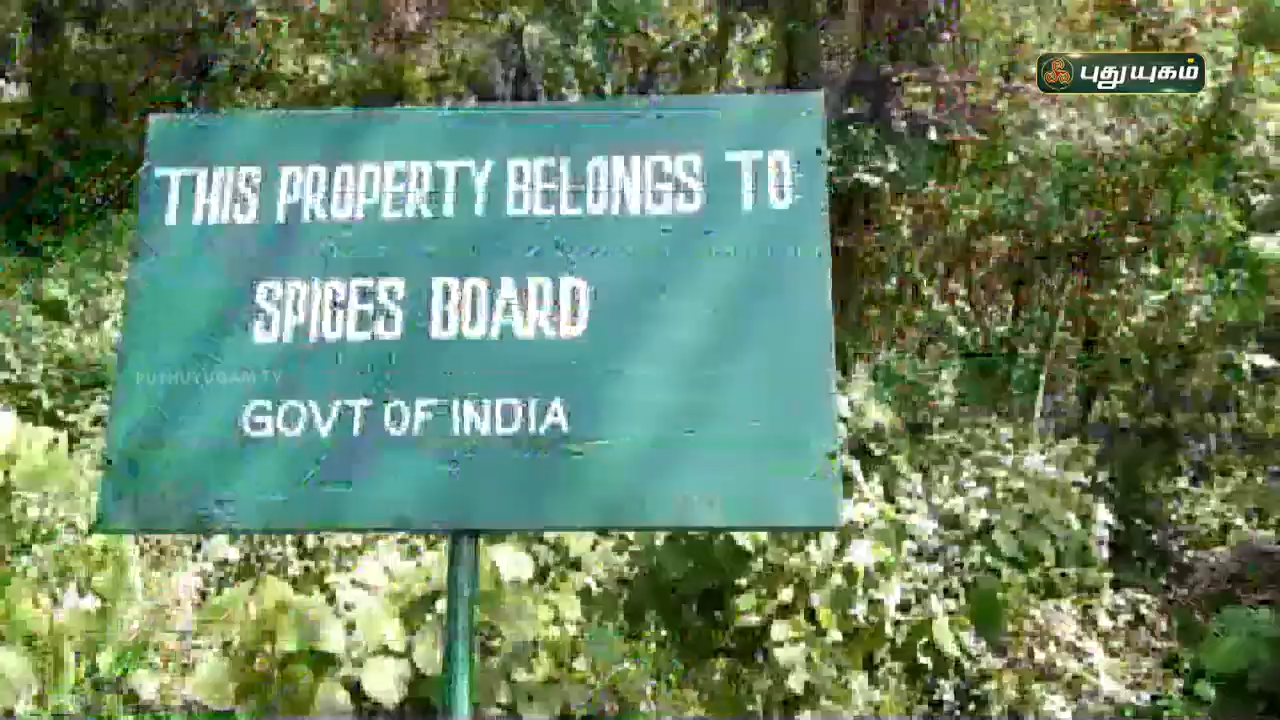 புதுயுகம்
THIS PROPERTY BELONGS TO
SPICES BOARD
PUTHUYUGAM TV
GOVT OF INDIA